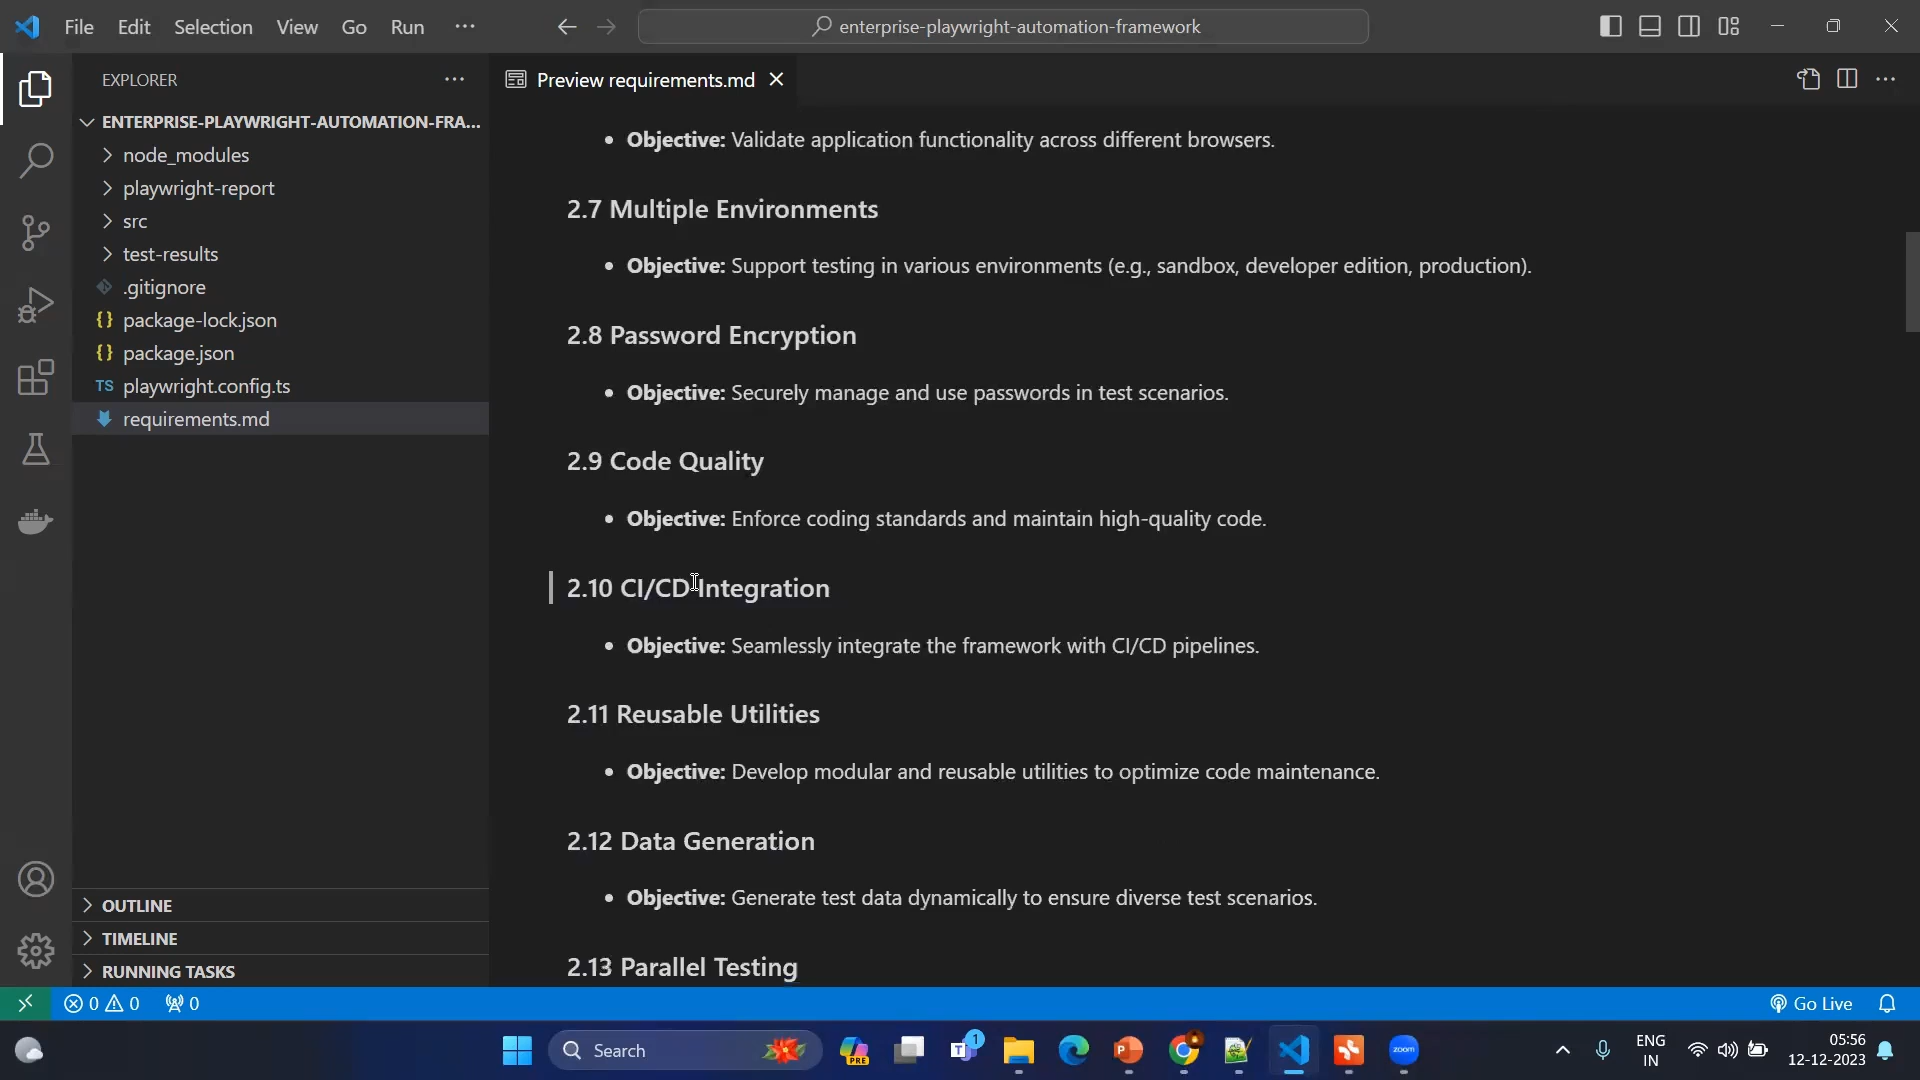 File Edit Selection View Go Run ···
enterprise-playwright-automation-framework
EXPLORER
Preview requirements.md
ENTERPRISE-PLAYWRIGHT-AUTOMATION-FRA...
node_modules
playwright-report
src
test-results
.gitignore
{} package-lock.json
{} package.json
TS playwright.config.ts
requirements.md
OUTLINE
TIMELINE
RUNNING TASKS
• Objective: Validate application functionality across different browsers.
2.7 Multiple Environments
• Objective: Support testing in various environments (e.g., sandbox, developer edition, production).
2.8 Password Encryption
• Objective: Securely manage and use passwords in test scenarios.
2.9 Code Quality
• Objective: Enforce coding standards and maintain high-quality code.
2.10 CI/CD Integration
• Objective: Seamlessly integrate the framework with CI/CD pipelines.
2.11 Reusable Utilities
• Objective: Develop modular and reusable utilities to optimize code maintenance.
2.12 Data Generation
• Objective: Generate test data dynamically to ensure diverse test scenarios.
2.13 Parallel Testing
0 0 0
Go Live
Search
PRE
1
zoom
ENG
IN
05:56
12-12-2023